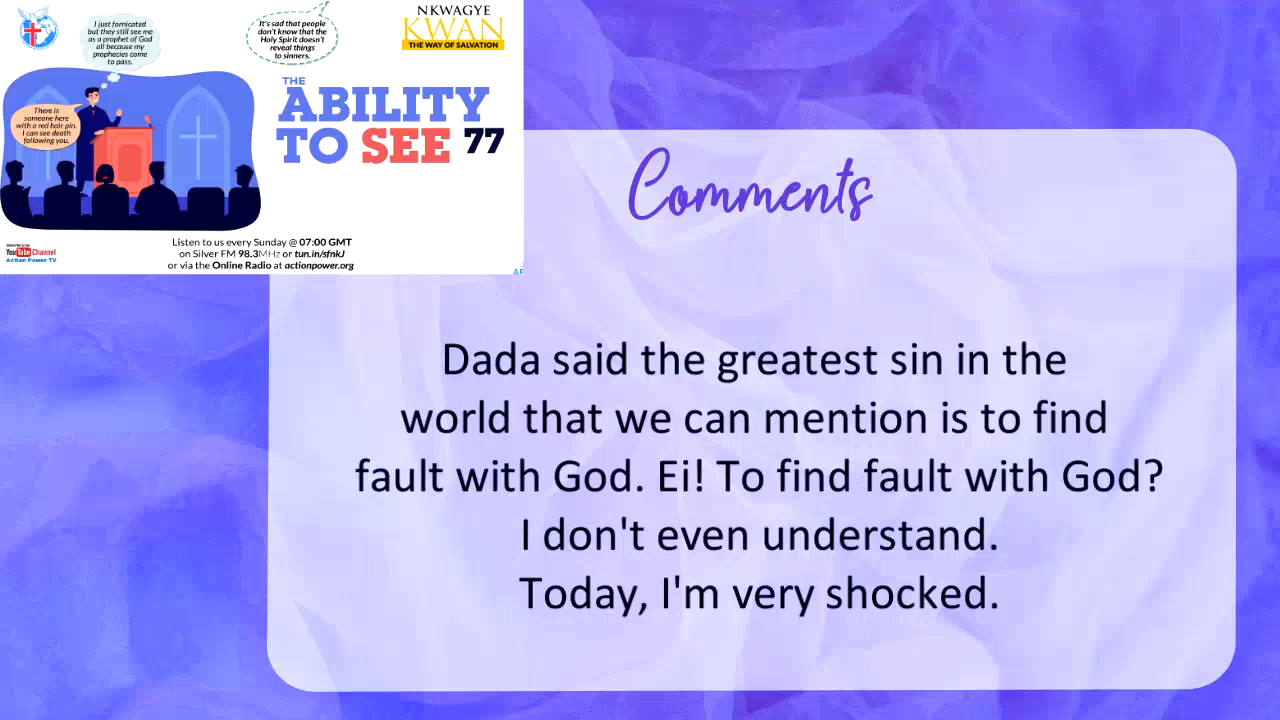 I just fornicated
but they still see me
as a prophet of God
all because my
prophecies come
to pass.
It's sad that people
don't know that the
Holy Spirit doesn't
reveal things
to sinners.
NKWAGYE
KWAN
THE WAY OF SALVATION
There is
someone here
with a red hair pin.
I can see death
following you.
THE
ABILITY
TO SEE 77
YouTube Channel
Action Power TV
Listen to us every Sunday @ 07:00 GMT
on Silver FM 98.3MHz or tun.in/sfnkJ
or via the Online Radio at actionpower.org
Comments
Dada said the greatest sin in the
world that we can mention is to find
fault with God. Ei! To find fault with God?
I don't even understand.
Today, I'm very shocked.